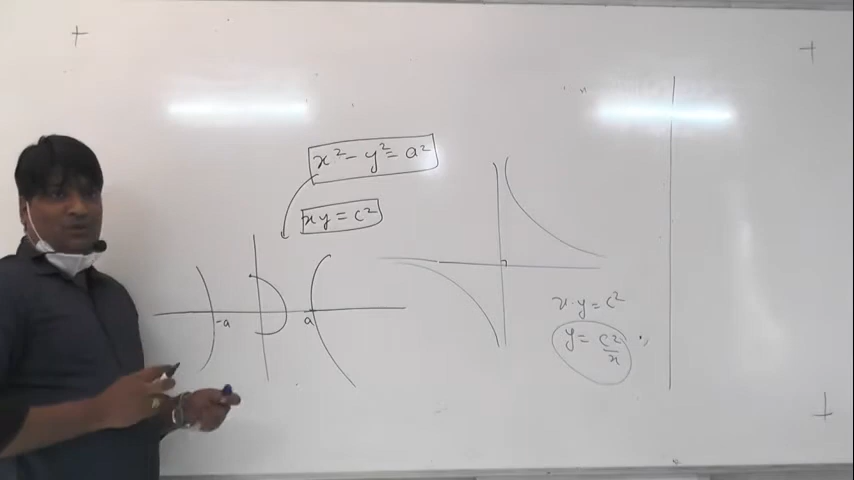 x² - y² = a²
xy = c²
-a
a
x·y = c²
y = c²/x